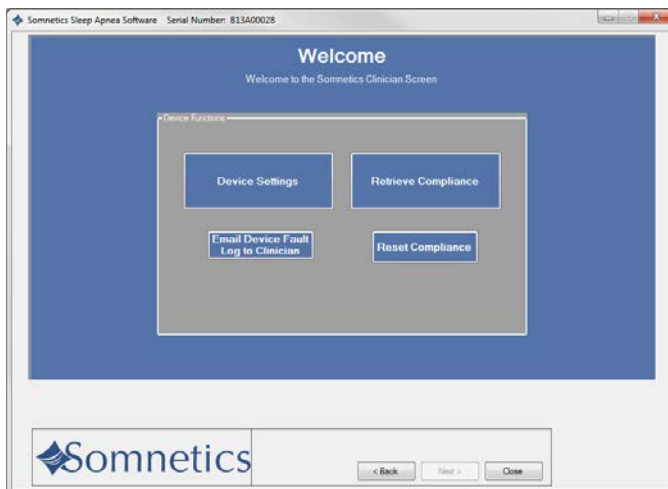 Somnetics Sleep Apnea Software Serial Number: B13A00028
Welcome
Welcome to the Somnetics Clinician Screen
Device Functions
Device Settings
Retrieve Compliance
Email Device Fault
Log to Clinician
Reset Compliance
Somnetics
< Back
Next >
Close